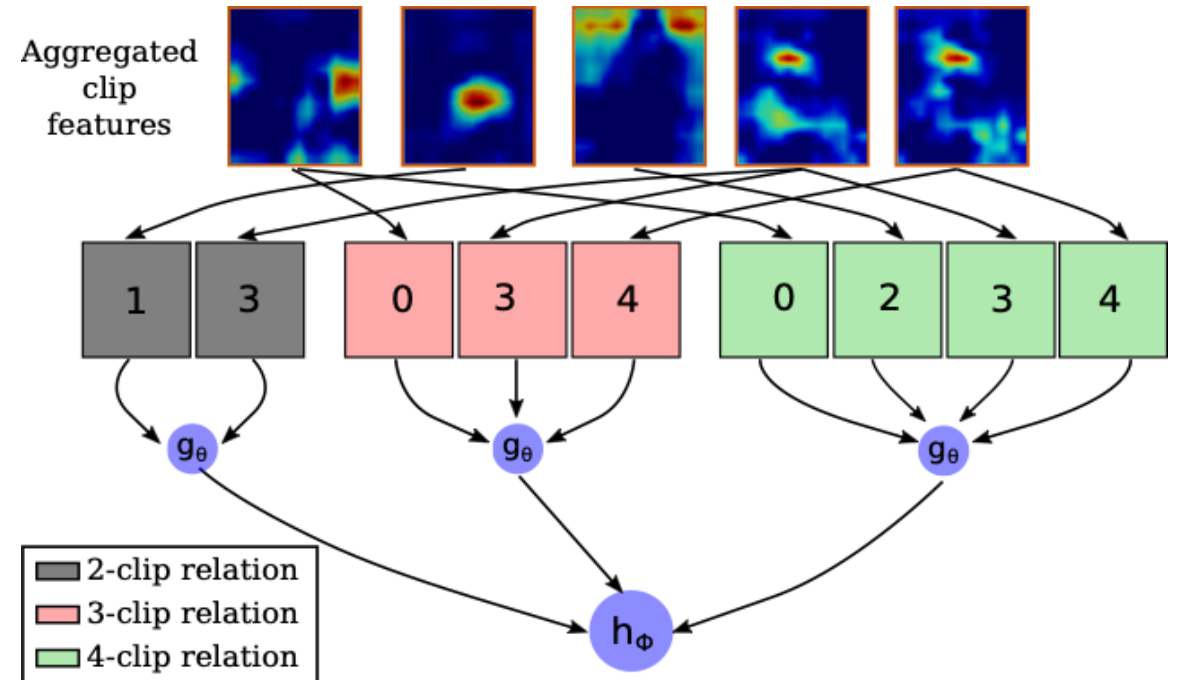 Aggregated
clip
features
1 3 0 3 4 0 2 3 4
gθ gθ gθ
hΦ
2-clip relation
3-clip relation
4-clip relation